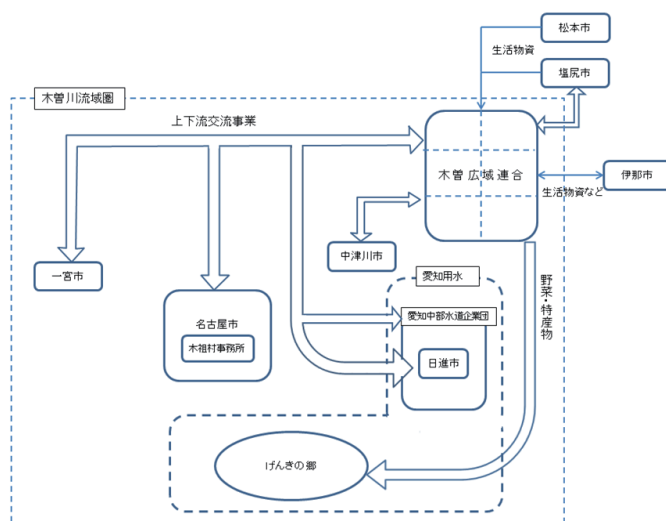 松本市
生活物資
塩尻市
木曽川流域圏
上下流交流事業
木曽広域連合
伊那市
生活物資など
中津川市
一宮市
愛知用水
野菜・特産物
愛知中部水道企業団
名古屋市
木祖村事務所
日進市
げんきの郷